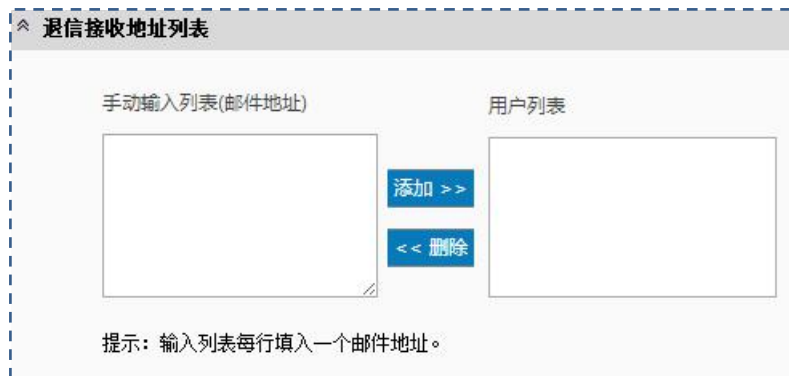 退信接收地址列表
手动输入列表(邮件地址)
用户列表
添加 >>
<< 删除
提示：输入列表每行填入一个邮件地址。